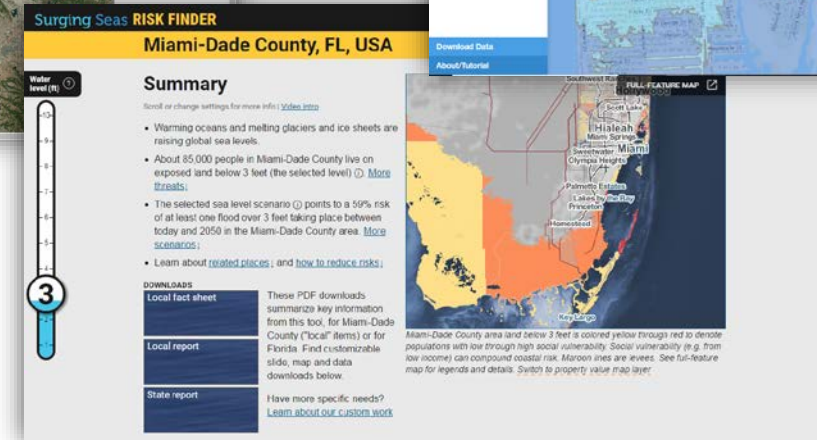 Surging Seas RISK FINDER
Miami-Dade County, FL, USA
Download Data
About/Tutorial
Water
level (ft) ?
9
7
6
5
4
3
Summary
Scroll or change settings for more info | Video intro
• Warming oceans and melting glaciers and ice sheets are
raising global sea levels.
• About 85,000 people in Miami-Dade County live on
exposed land below 3 feet (the selected level) ⓘ. More
threats↓
• The selected sea level scenario ⓘ points to a 59% risk
of at least one flood over 3 feet taking place between
today and 2050 in the Miami-Dade County area. More
scenarios↓
• Learn about related places↓ and how to reduce risks↓
DOWNLOADS
Local fact sheet
Local report
State report
These PDF downloads
summarize key information
from this tool, for Miami-Dade
County ("local" items) or for
Florida. Find customizable
slide, map and data
downloads below.
Have more specific needs?
Learn about our custom work
FULL-FEATURE MAP
Southwest Ranches
Hollywood
Scott Lake
Hialeah
Miami Springs
Sweetwater Miami
Olympia Heights
Palmetto Estates
Lakes by the Bay
Princeton
Homestead
Key Largo
Miami-Dade County area land below 3 feet is colored yellow through red to denote
populations with low through high social vulnerability. Social vulnerability (e.g. from
low income) can compound coastal risk. Maroon lines are levees. See full-feature
map for legends and details. Switch to property value map layer